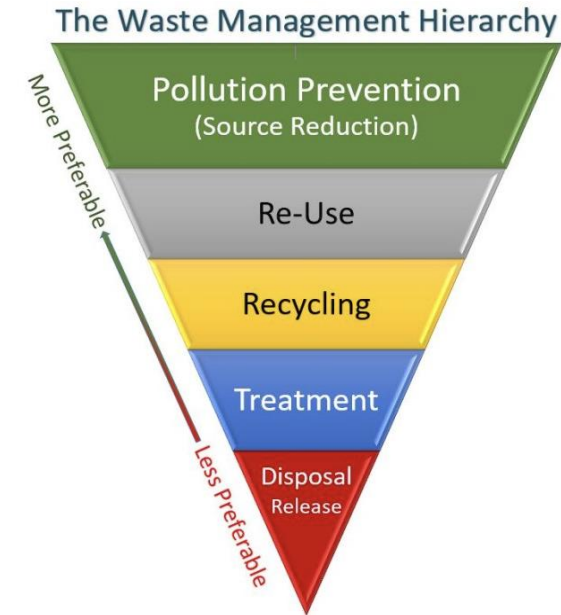 The Waste Management Hierarchy
More Preferable
Less Preferable
Pollution Prevention
(Source Reduction)
Re-Use
Recycling
Treatment
Disposal
Release